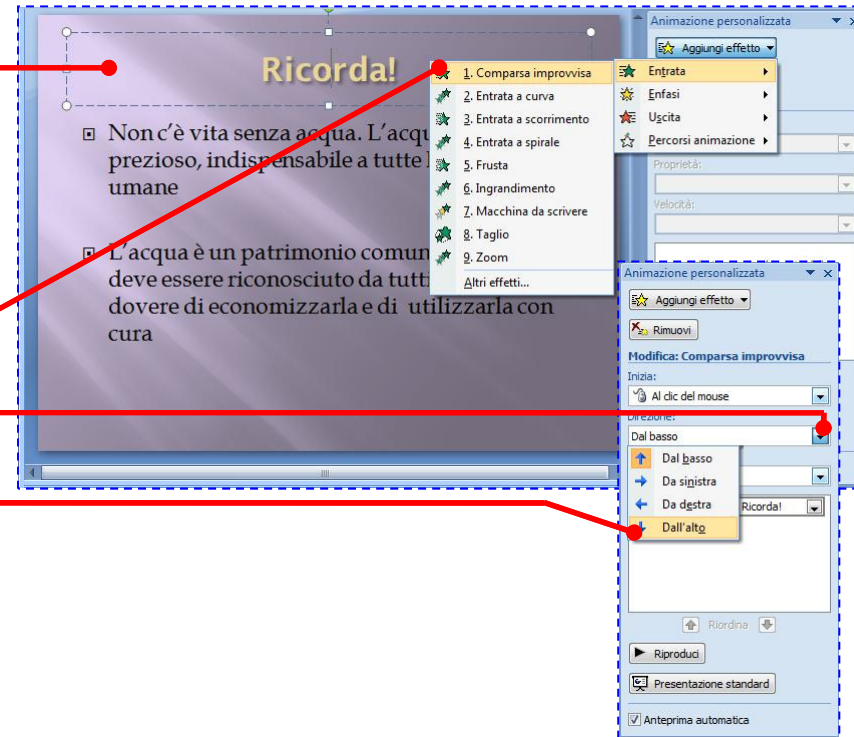 Animazione personalizzata
Aggiungi effetto
Ricorda!
1. Comparsa improvvisa
2. Entrata a curva
3. Entrata a scorrimento
4. Entrata a spirale
5. Frusta
6. Ingrandimento
7. Macchina da scrivere
8. Taglio
9. Zoom
Altri effetti...
Entrata
Enfasi
Uscita
Percorsi animazione
Proprietà:
Velocità:
Non c'è vita senza acqua. L'acqu
prezioso, indispensabile a tutte
umane
L'acqua è un patrimonio comun
deve essere riconosciuto da tutti
dovere di economizzarla e di utilizzarla con
cura
Animazione personalizzata
Aggiungi effetto
Rimuovi
Modifica: Comparsa improvvisa
Inizia:
Al clic del mouse
Direzione:
Dal basso
Dal basso
Da sinistra
Da destra
Dall'alto
Ricorda!
Riordina
Riproduci
Presentazione standard
Anteprima automatica